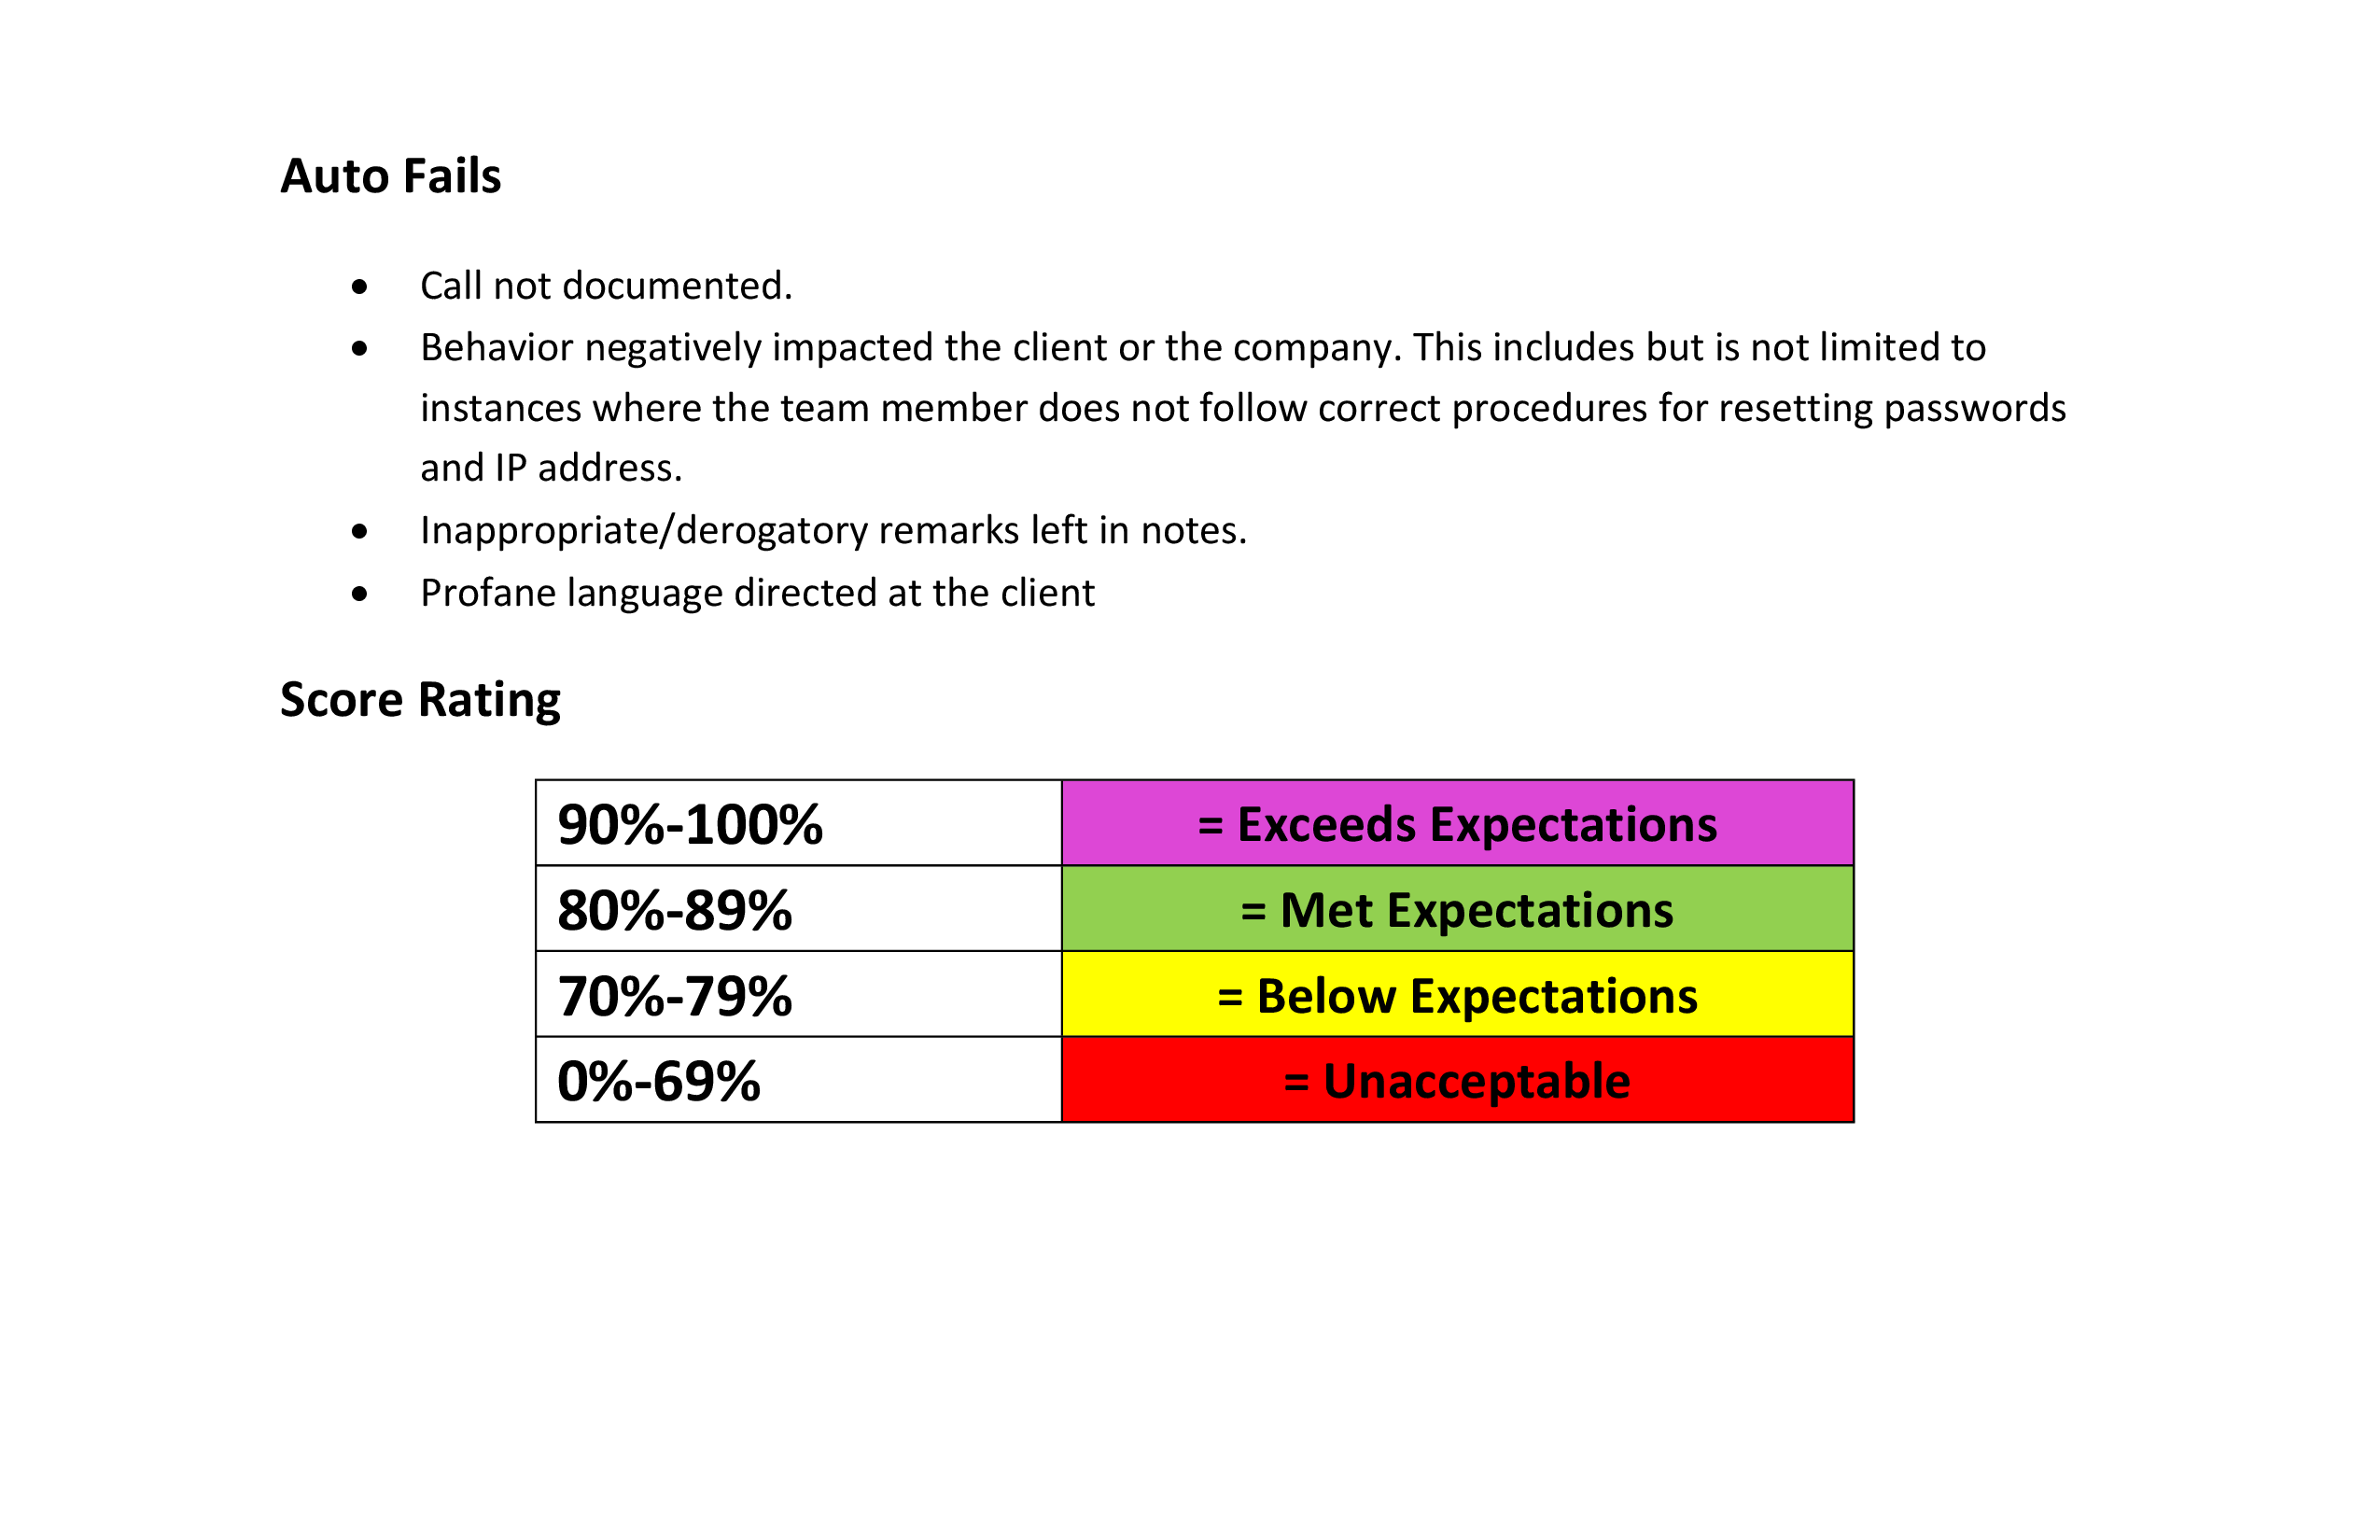 Auto Fails
• Call not documented.
• Behavior negatively impacted the client or the company. This includes but is not limited to
instances where the team member does not follow correct procedures for resetting passwords
and IP address.
• Inappropriate/derogatory remarks left in notes.
• Profane language directed at the client
Score Rating
90%-100% = Exceeds Expectations
80%-89% = Met Expectations
70%-79% = Below Expectations
0%-69% = Unacceptable